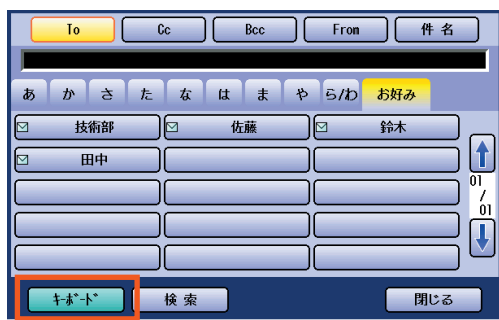 To Cc Bcc From 件名
あ か さ た な は ま や ら/わ お好み
技術部 佐藤 鈴木
田中
01
/
01
ｷｰﾎﾞｰﾄﾞ 検索 閉じる